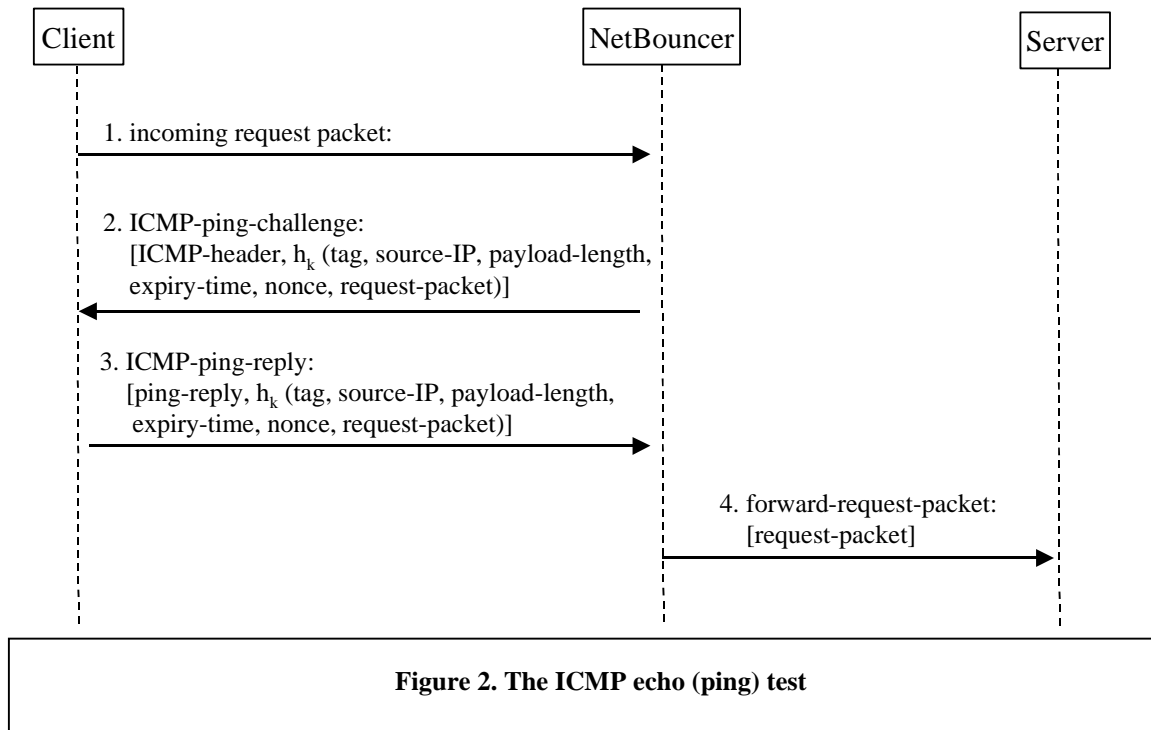 Client
NetBouncer
Server
1. incoming request packet:
2. ICMP-ping-challenge:
[ICMP-header, hk (tag, source-IP, payload-length,
expiry-time, nonce, request-packet)]
3. ICMP-ping-reply:
[ping-reply, hk (tag, source-IP, payload-length,
expiry-time, nonce, request-packet)]
4. forward-request-packet:
[request-packet]
Figure 2. The ICMP echo (ping) test